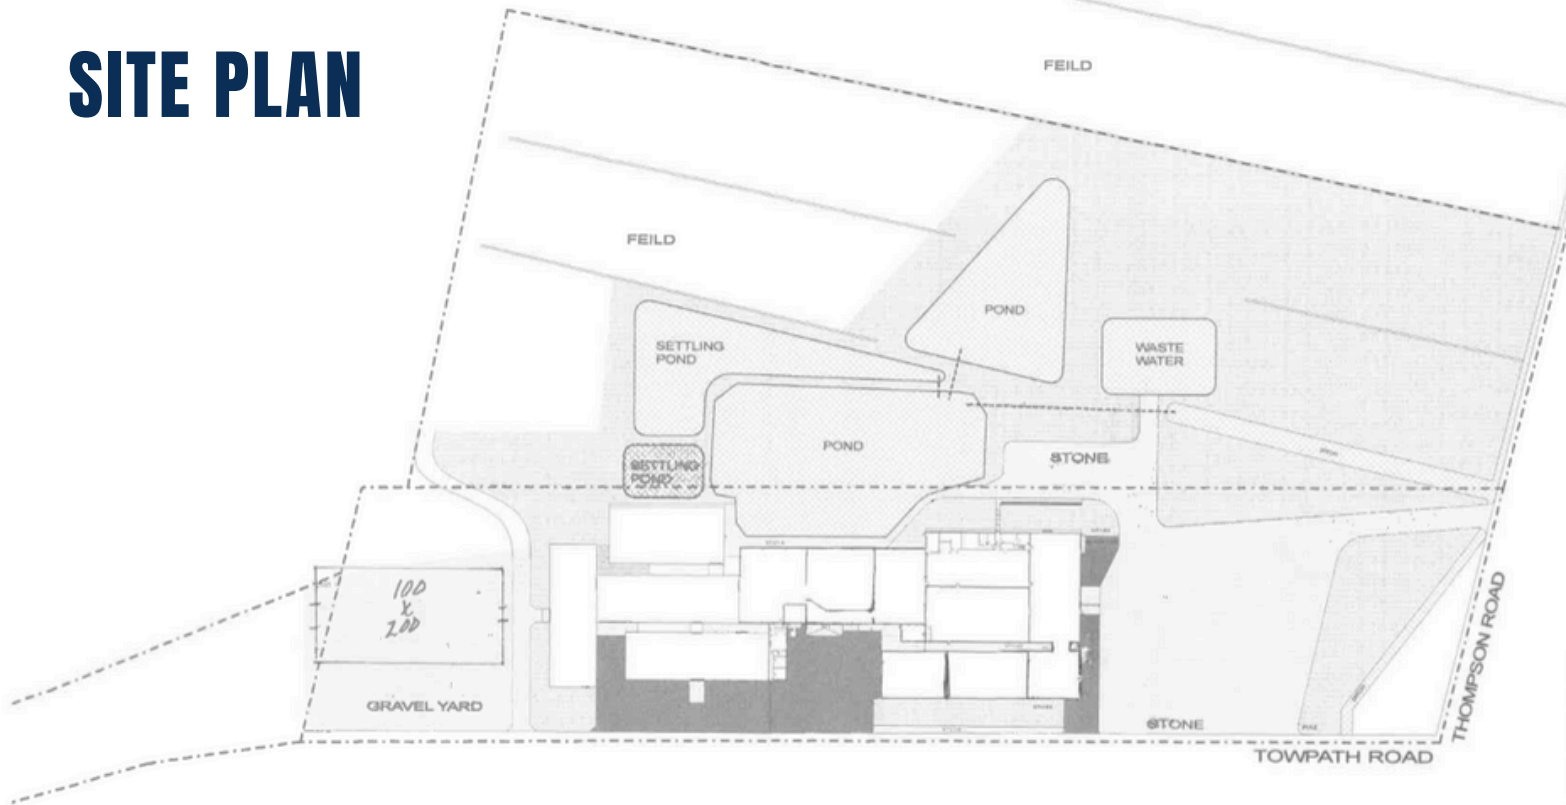 SITE PLAN
FEILD
FEILD
POND
SETTLING
POND
WASTE
WATER
POND
STONE
SETTLING
POND
100
x
200
GRAVEL YARD
STONE
THOMPSON ROAD
TOWPATH ROAD